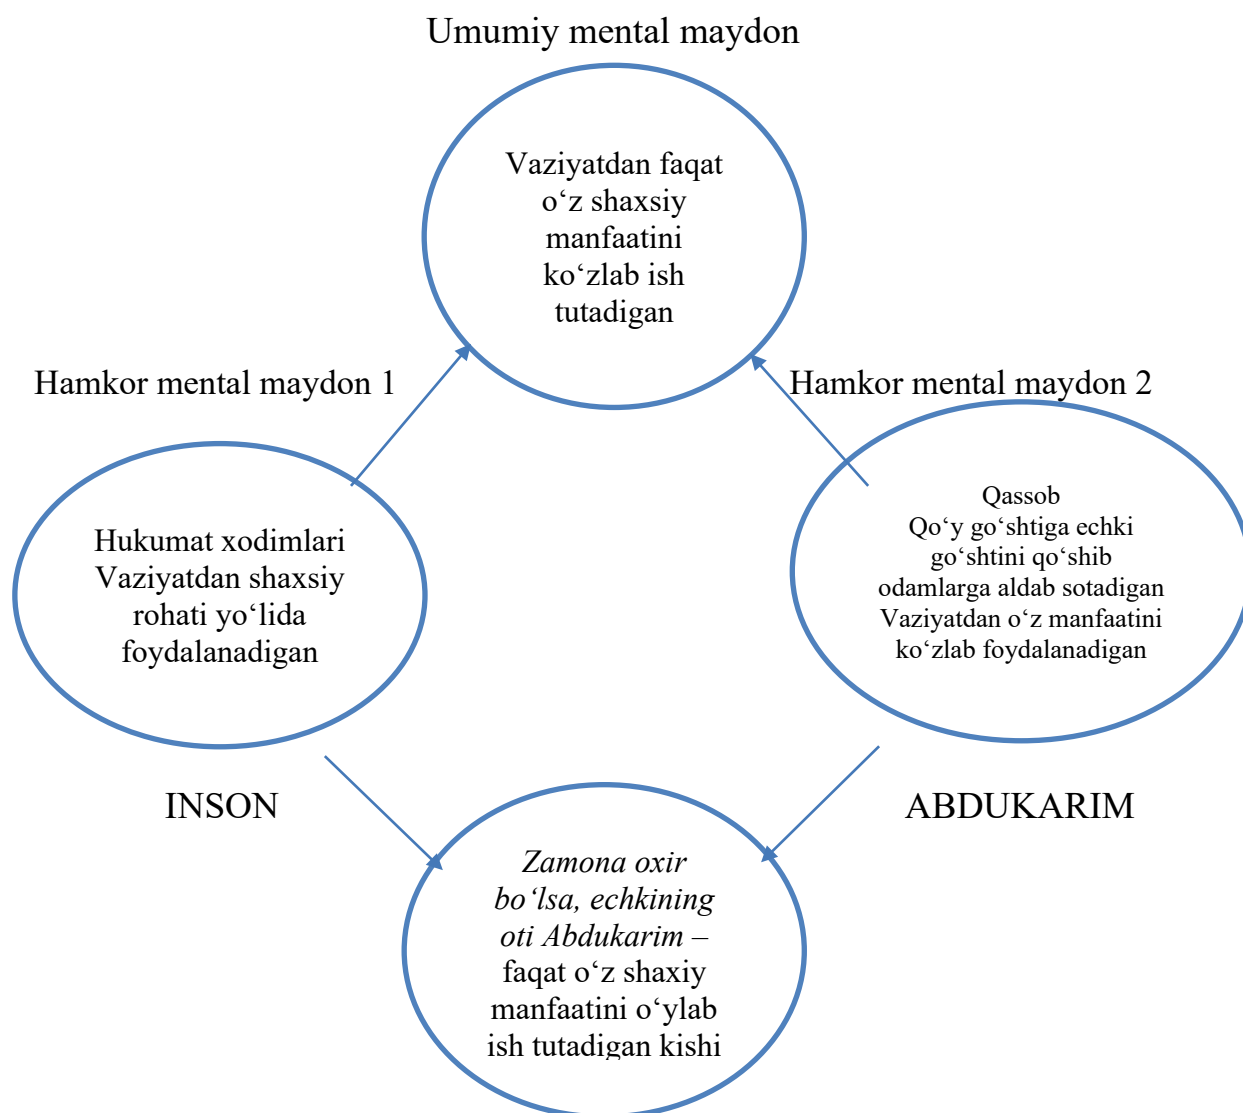 Umumiy mental maydon
Vaziyatdan faqat
o‘z shaxsiy
manfaatini
ko‘zlab ish
tutadigan
Hamkor mental maydon 1
Hamkor mental maydon 2
Hukumat xodimlari
Vaziyatdan shaxsiy
rohati yo‘lida
foydalanadigan
Qassob
Qo‘y go‘shtiga echki
go‘shtini qo‘shib
odamlarga aldab sotadigan
Vaziyatdan o‘z manfaatini
ko‘zlab foydalanadigan
INSON
ABDUKARIM
Zamona oxir
bo‘lsa, echkining
oti Abdukarim –
faqat o‘z shaxiy
manfaatini o‘ylab
ish tutadigan kishi